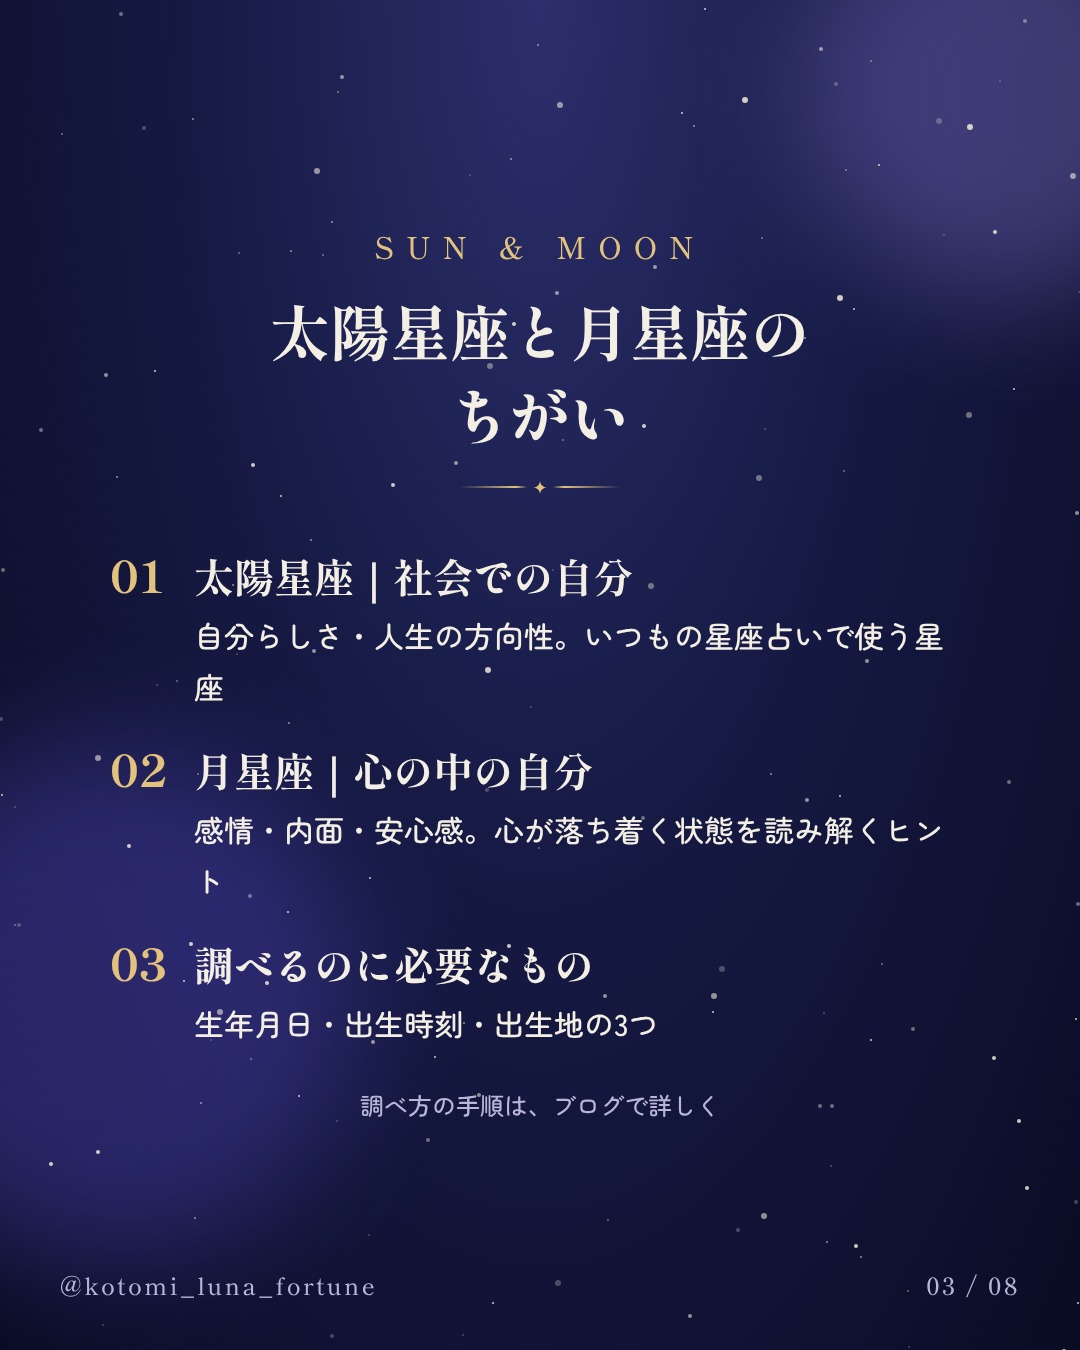 SUN & MOON
太陽星座と月星座の
ちがい
01 太陽星座｜社会での自分
自分らしさ・人生の方向性。いつもの星座占いで使う星
座
02 月星座｜心の中の自分
感情・内面・安心感。心が落ち着く状態を読み解くヒン
ト
03 調べるのに必要なもの
生年月日・出生時刻・出生地の3つ
調べ方の手順は、ブログで詳しく
@kotomi_luna_fortune
03 / 08